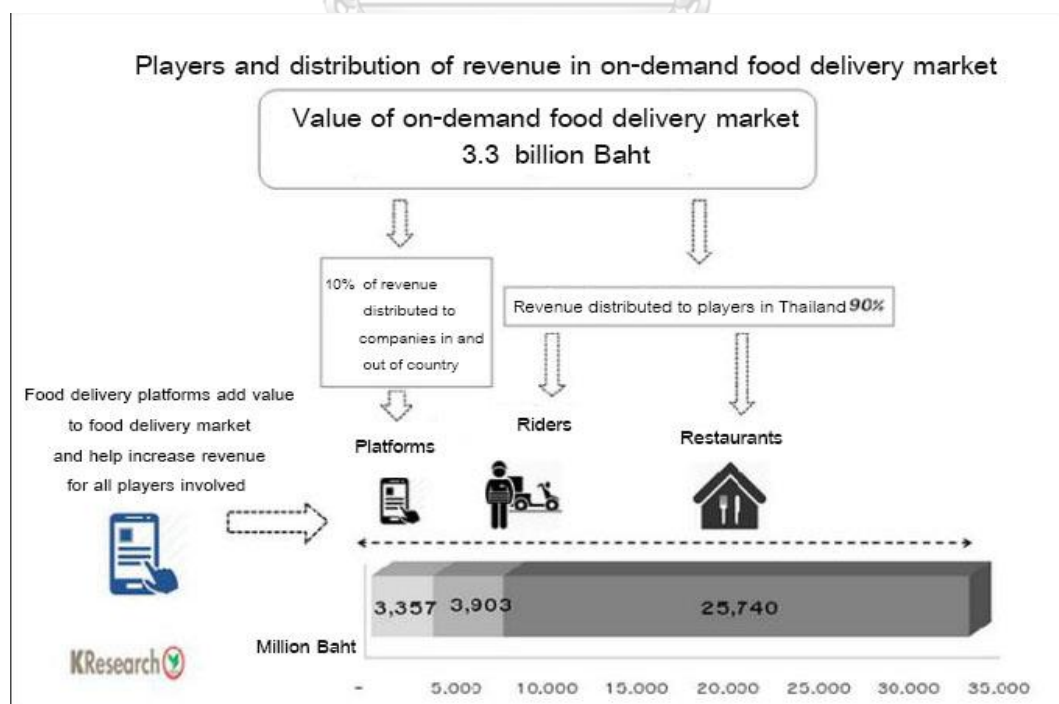 Players and distribution of revenue in on-demand food delivery market
Value of on-demand food delivery market
3.3 billion Baht
10% of revenue
distributed to
companies in and
out of country
Revenue distributed to players in Thailand 90%
Food delivery platforms add value
to food delivery market
and help increase revenue
for all players involved
Platforms
Riders
Restaurants
3,357 3,903 25,740
Million Baht
KResearch
- 5.000 10.000 15.000 20.000 25.000 30.000 35.000